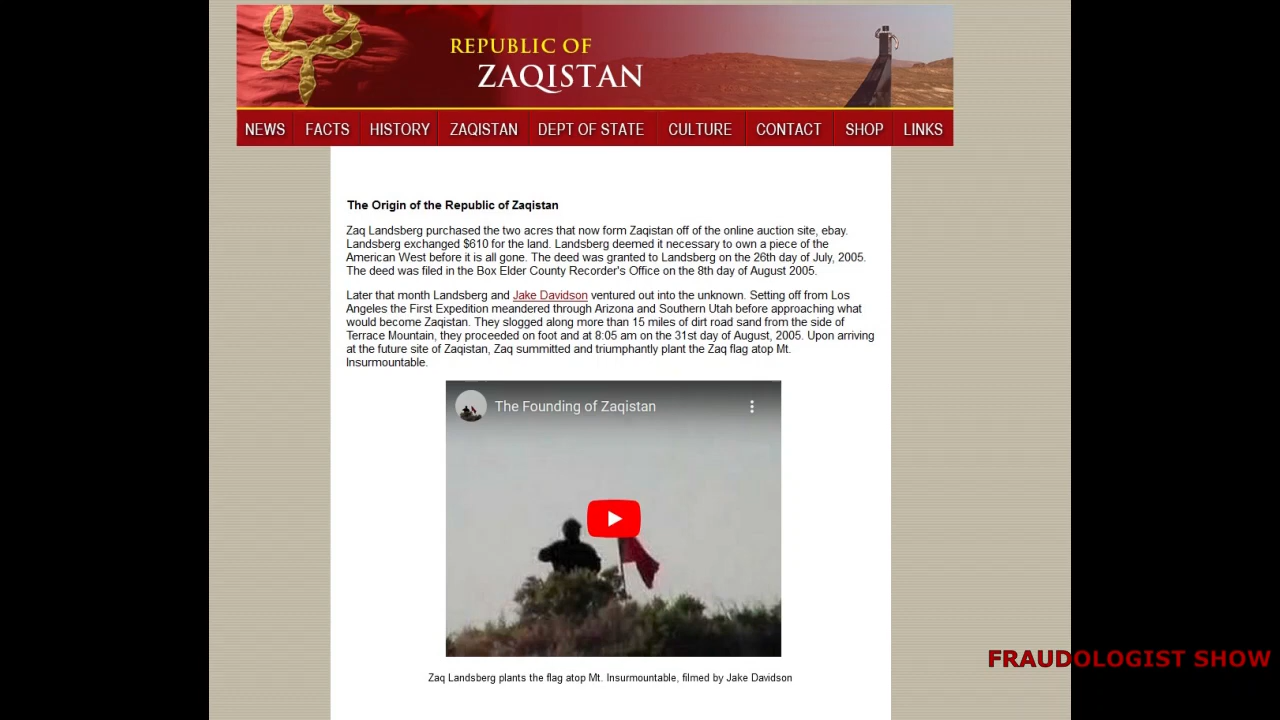 REPUBLIC OF
ZAQISTAN
NEWS FACTS HISTORY ZAQISTAN DEPT OF STATE CULTURE CONTACT SHOP LINKS
The Origin of the Republic of Zaqistan
Zaq Landsberg purchased the two acres that now form Zaqistan off of the online auction site, ebay.
Landsberg exchanged $610 for the land. Landsberg deemed it necessary to own a piece of the
American West before it is all gone. The deed was granted to Landsberg on the 26th day of July, 2005.
The deed was filed in the Box Elder County Recorder's Office on the 8th day of August 2005.
Later that month Landsberg and Jake Davidson ventured out into the unknown. Setting off from Los
Angeles the First Expedition meandered through Arizona and Southern Utah before approaching what
would become Zaqistan. They slogged along more than 15 miles of dirt road sand from the side of
Terrace Mountain, they proceeded on foot and at 8:05 am on the 31st day of August, 2005. Upon arriving
at the future site of Zaqistan, Zaq summitted and triumphantly plant the Zaq flag atop Mt.
Insurmountable.
The Founding of Zaqistan
Zaq Landsberg plants the flag atop Mt. Insurmountable, filmed by Jake Davidson
FRAUDOLOGIST SHOW